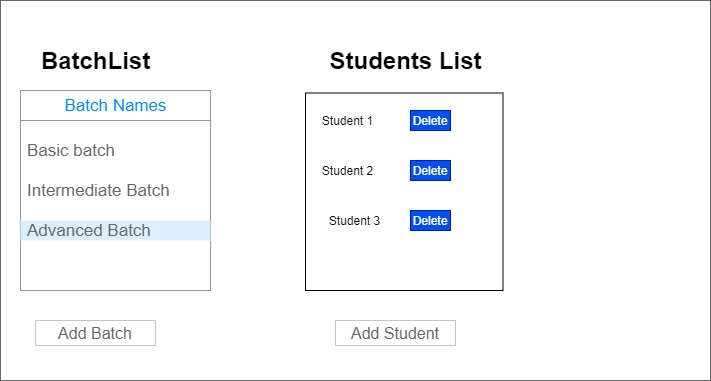 BatchList
Batch Names
Basic batch
Intermediate Batch
Advanced Batch
Add Batch
Students List
Student 1 Delete
Student 2 Delete
Student 3 Delete
Add Student